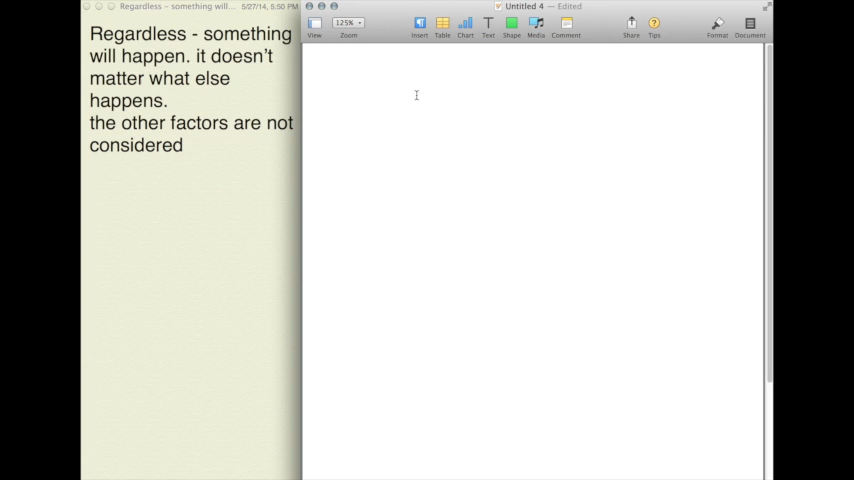 Regardless – something will... 5/27/14, 5:50 PM
Regardless - something
will happen. it doesn't
matter what else
happens.
the other factors are not
considered
Untitled 4 — Edited
125%
View Zoom Insert Table Chart Text Shape Media Comment Share Tips Format Document